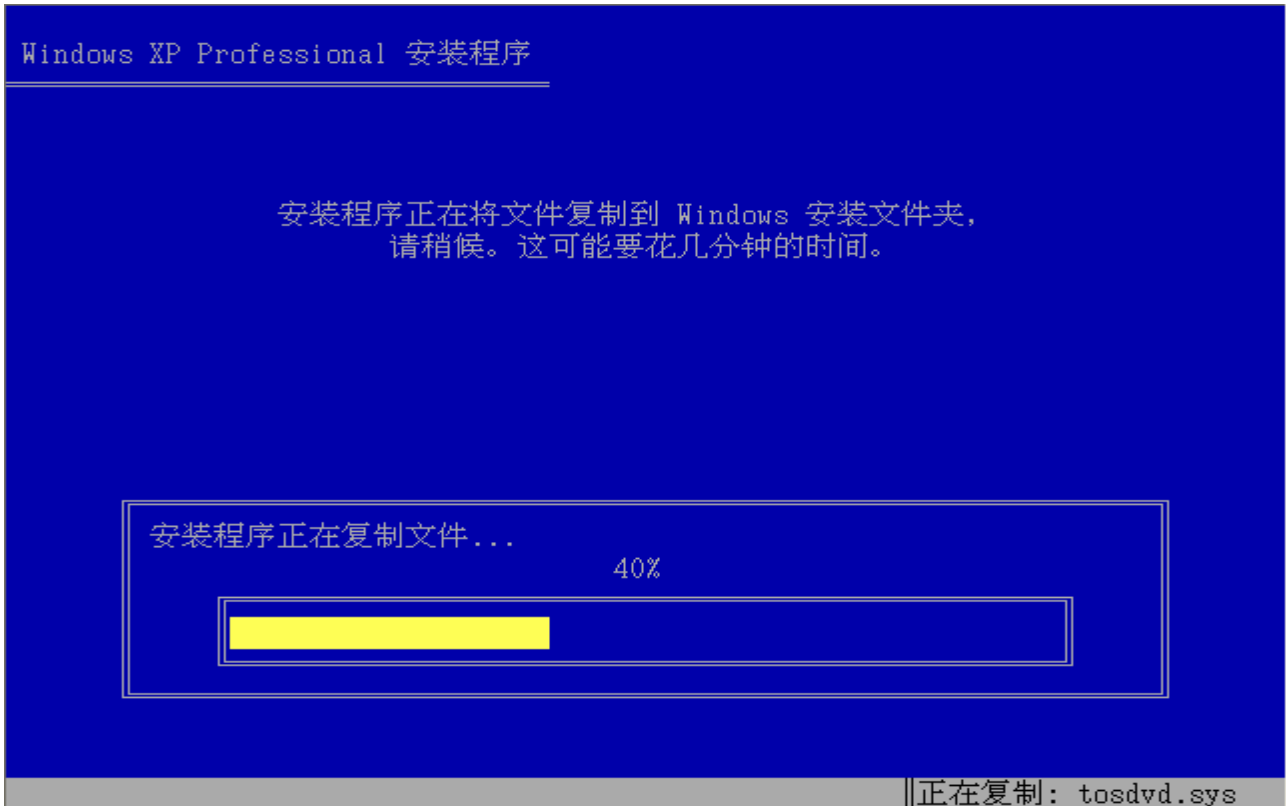 Windows XP Professional 安装程序
安装程序正在将文件复制到 Windows 安装文件夹，
请稍候。这可能要花几分钟的时间。
安装程序正在复制文件...
40%
正在复制: tosdvd.sys